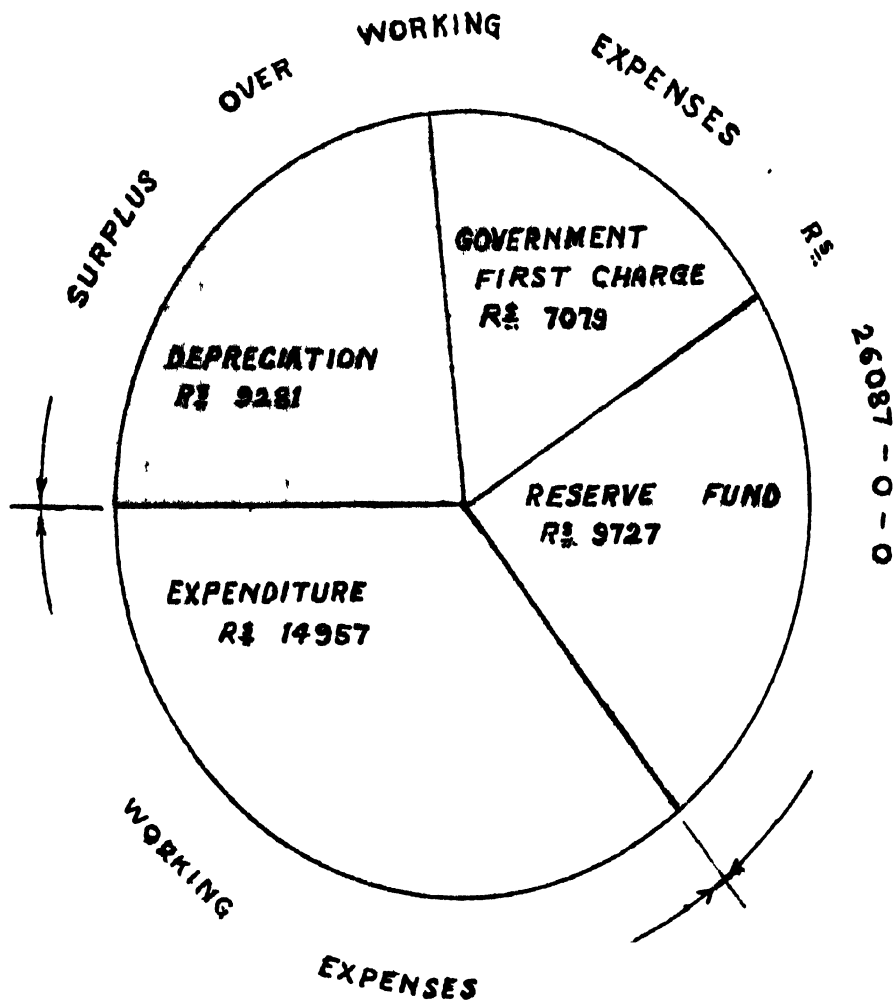 SURPLUS OVER WORKING EXPENSES Rs 26087-0-0
GOVERNMENT
FIRST CHARGE
Rs 7079
DEPRECIATION
Rs 9281
RESERVE FUND
Rs 9727
EXPENDITURE
Rs 14957
WORKING EXPENSES